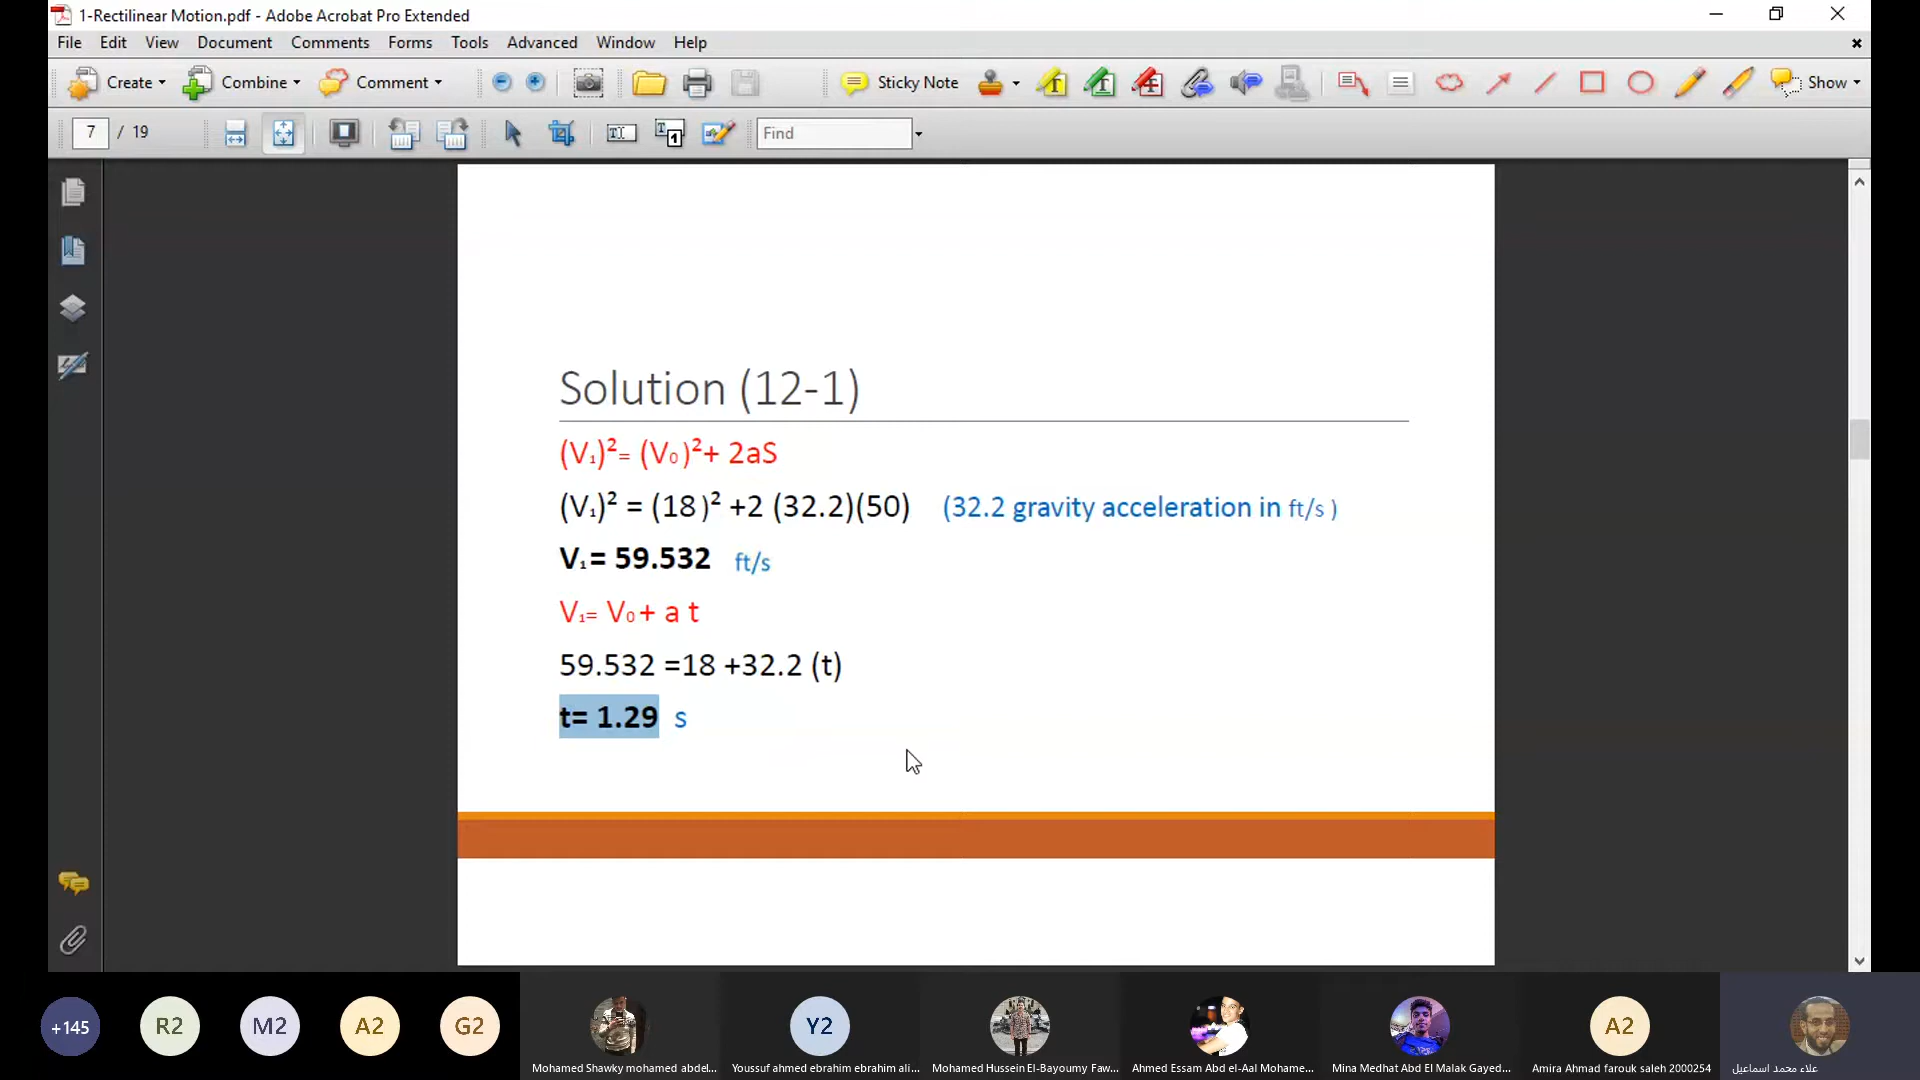 1-Rectilinear Motion.pdf - Adobe Acrobat Pro Extended
File Edit View Document Comments Forms Tools Advanced Window Help
Create Combine Comment Sticky Note Show
7 / 19 Find
Solution (12-1)
(V₁)²= (V₀)²+ 2aS
(V₁)² = (18)² +2 (32.2)(50) (32.2 gravity acceleration in ft/s )
V₁= 59.532 ft/s
V₁= V₀+ a t
59.532 =18 +32.2 (t)
t= 1.29 s
+145 R2 M2 A2 G2 Y2 A2
Mohamed Shawky mohamed abdel... Youssuf ahmed ebrahim ebrahim ali... Mohamed Hussein El-Bayoumy Faw... Ahmed Essam Abd el-Aal Mohame... Mina Medhat Abd El Malak Gayed... Amira Ahmad farouk saleh 2000254 علاء محمد اسماعيل